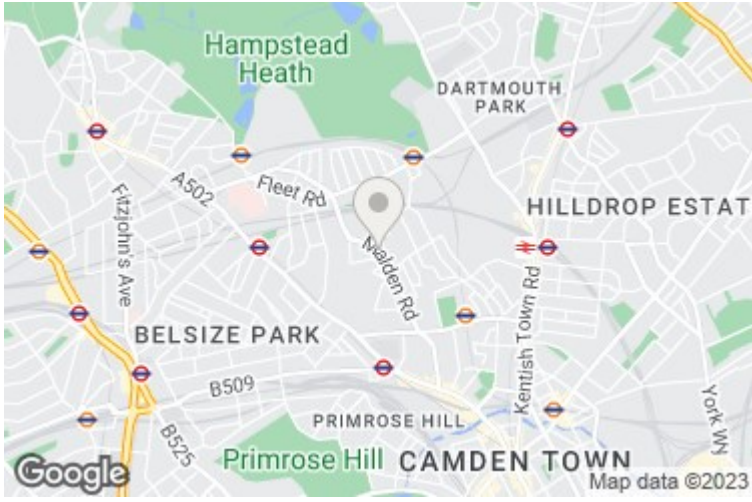 Hampstead
Heath
DARTMOUTH
PARK
A502
Fleet Rd
Fitzjohn's Ave
HILLDROP ESTAT
Malden Rd
Kentish Town Rd
BELSIZE PARK
B509
York WN
PRIMROSE HILL
B525
Primrose Hill
CAMDEN TOWN
Google
Map data ©2023